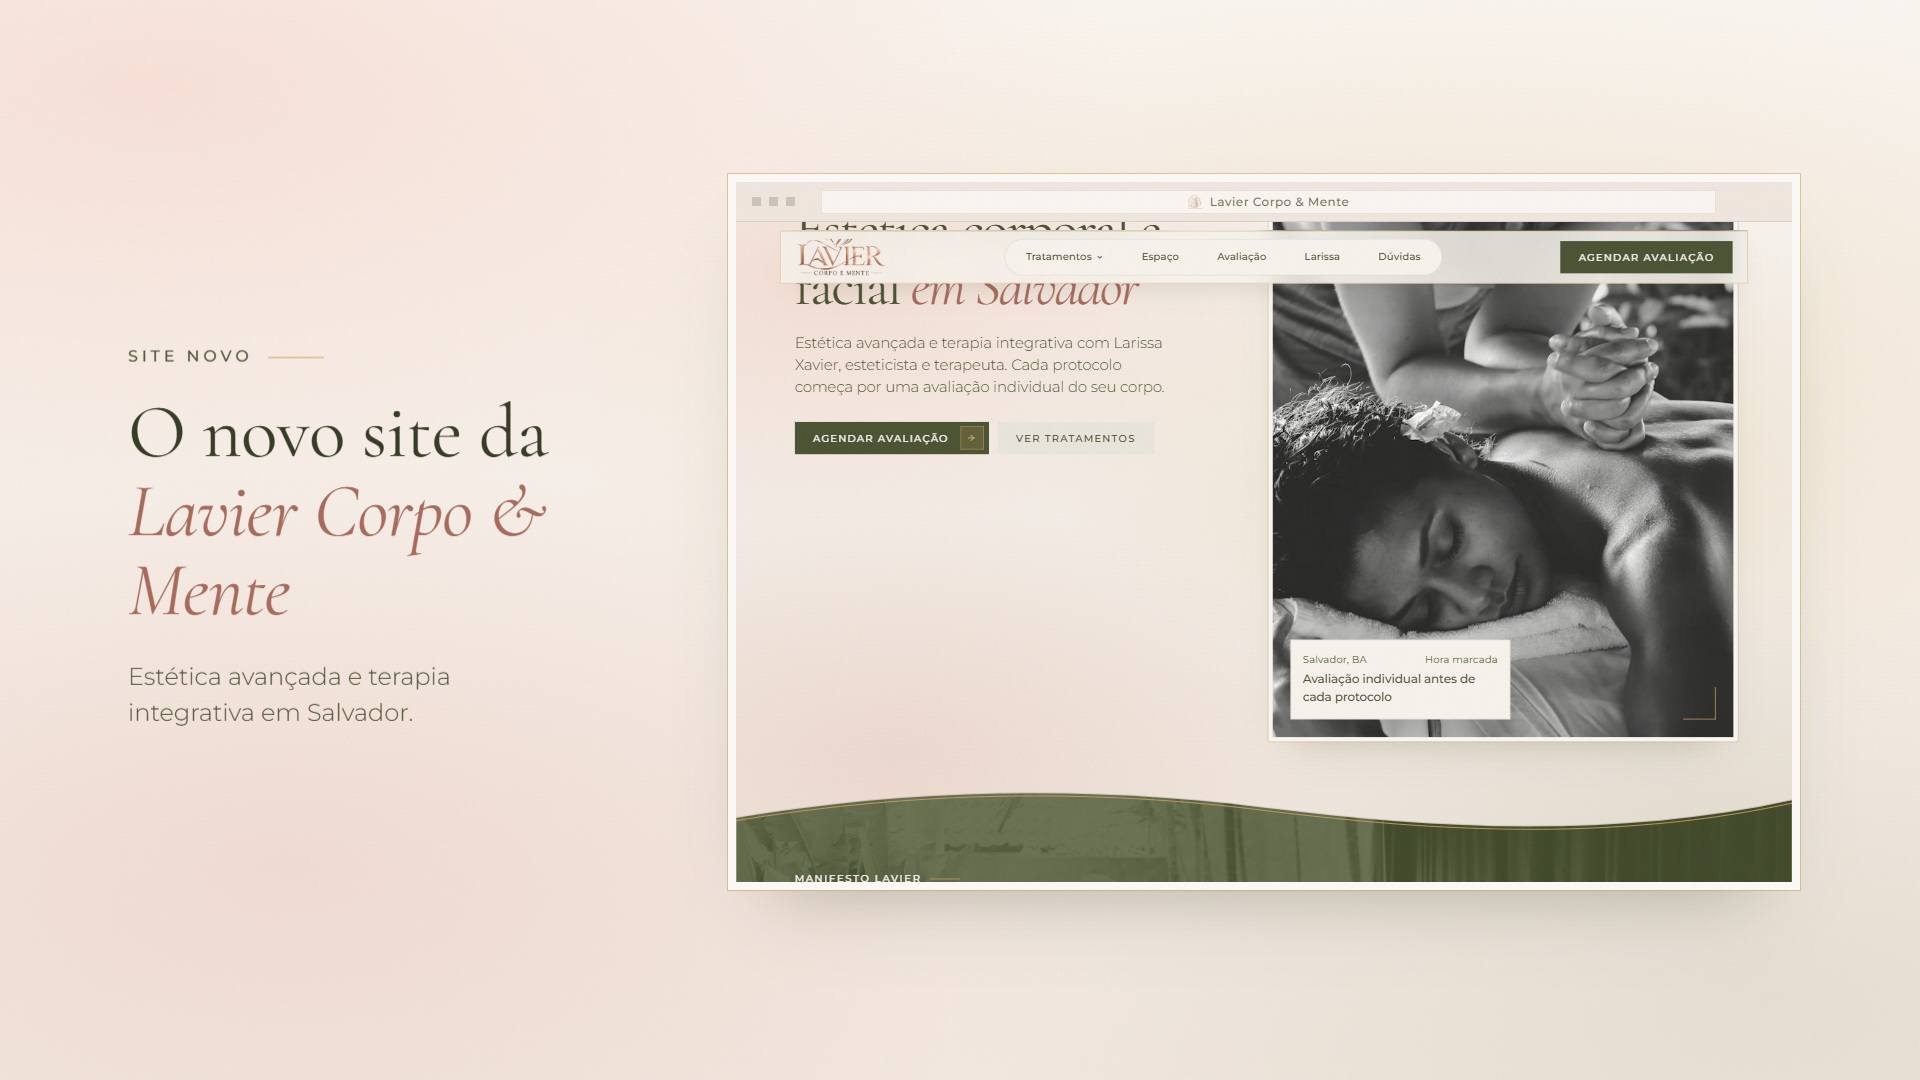 SITE NOVO
O novo site da
Lavier Corpo &
Mente
Estética avançada e terapia
integrativa em Salvador.
Lavier Corpo & Mente
Estética corporal e
LAVIER
CORPO E MENTE
Tratamentos
Espaço
Avaliação
Larissa
Dúvidas
AGENDAR AVALIAÇÃO
facial em Salvador
Estética avançada e terapia integrativa com Larissa
Xavier, esteticista e terapeuta. Cada protocolo
começa por uma avaliação individual do seu corpo.
AGENDAR AVALIAÇÃO
VER TRATAMENTOS
Salvador, BA
Hora marcada
Avaliação individual antes de
cada protocolo
MANIFESTO LAVIER